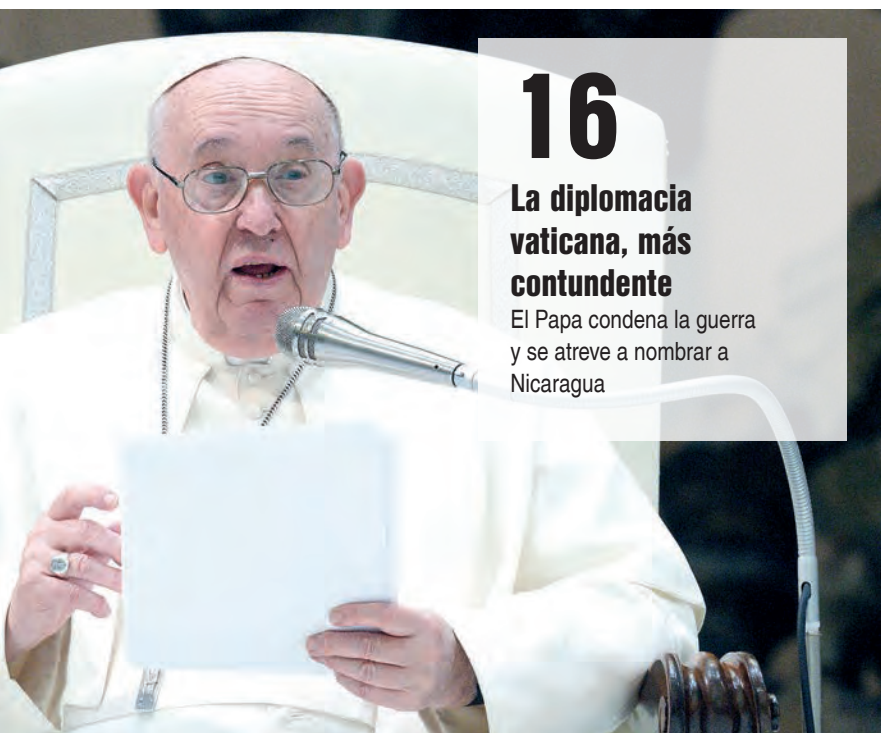 16
La diplomacia
vaticana, más
contundente
El Papa condena la guerra
y se atreve a nombrar a
Nicaragua